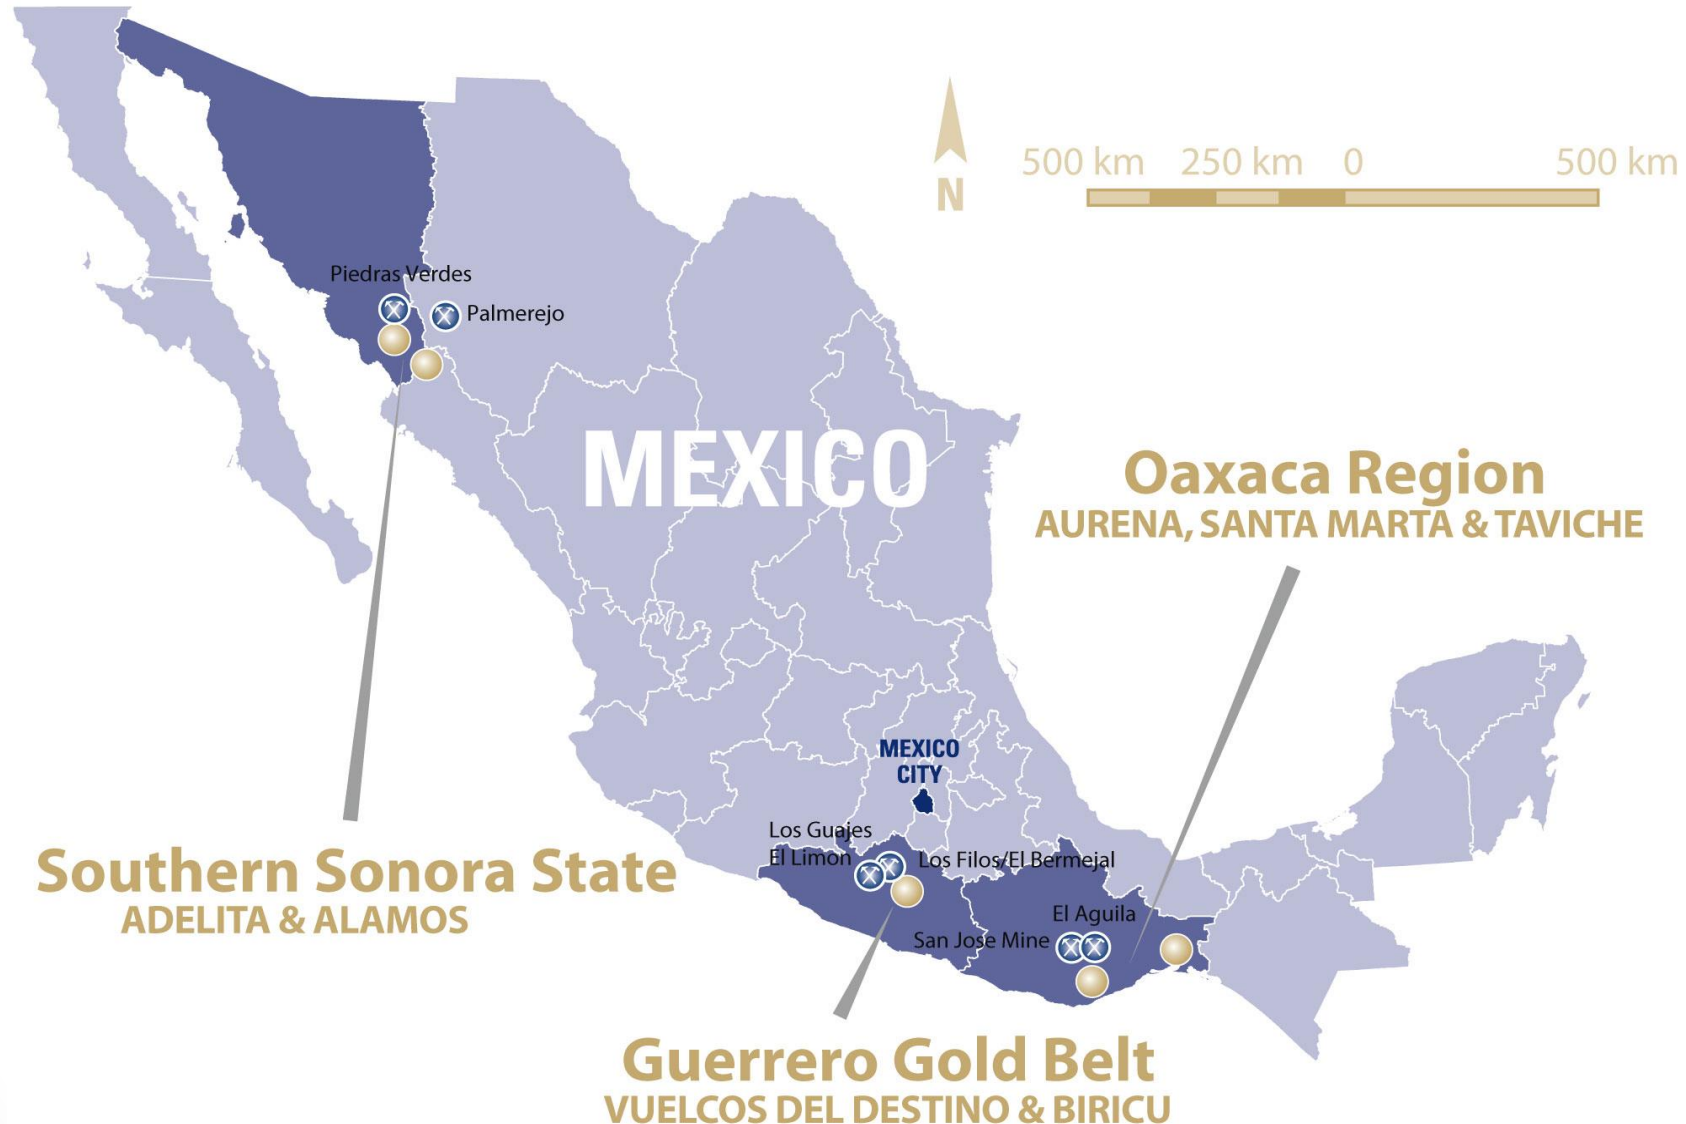 500 km 250 km 0 500 km
N
Piedras Verdes
Palmerejo
MEXICO
Oaxaca Region
AURENA, SANTA MARTA & TAVICHE
MEXICO
CITY
Los Guajes
El Limon
Los Filos/El Bermejal
Southern Sonora State
ADELITA & ALAMOS
El Aguila
San Jose Mine
Guerrero Gold Belt
VUELCOS DEL DESTINO & BIRICU